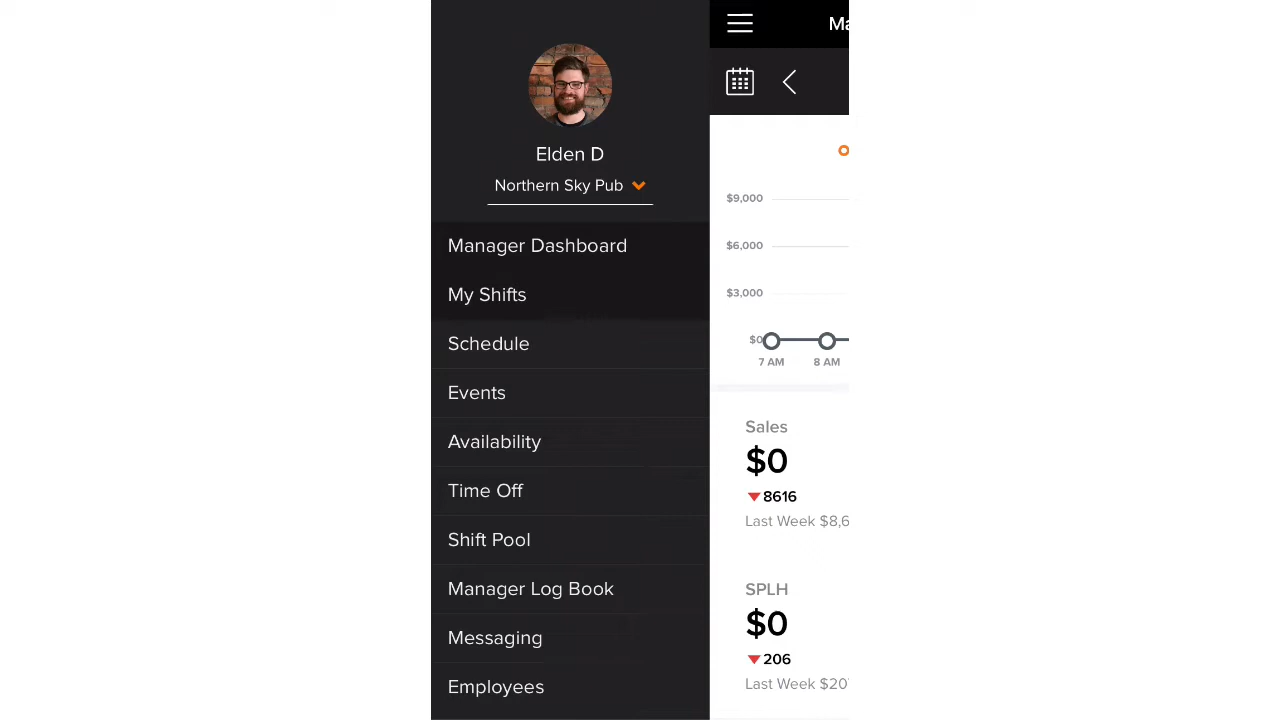 Elden D
Northern Sky Pub
Manager Dashboard
My Shifts
Schedule
Events
Availability
Time Off
Shift Pool
Manager Log Book
Messaging
Employees
$9,000
$6,000
$3,000
$0
7 AM 8 AM
Sales
$0
8616
Last Week $8,6
SPLH
$0
206
Last Week $20